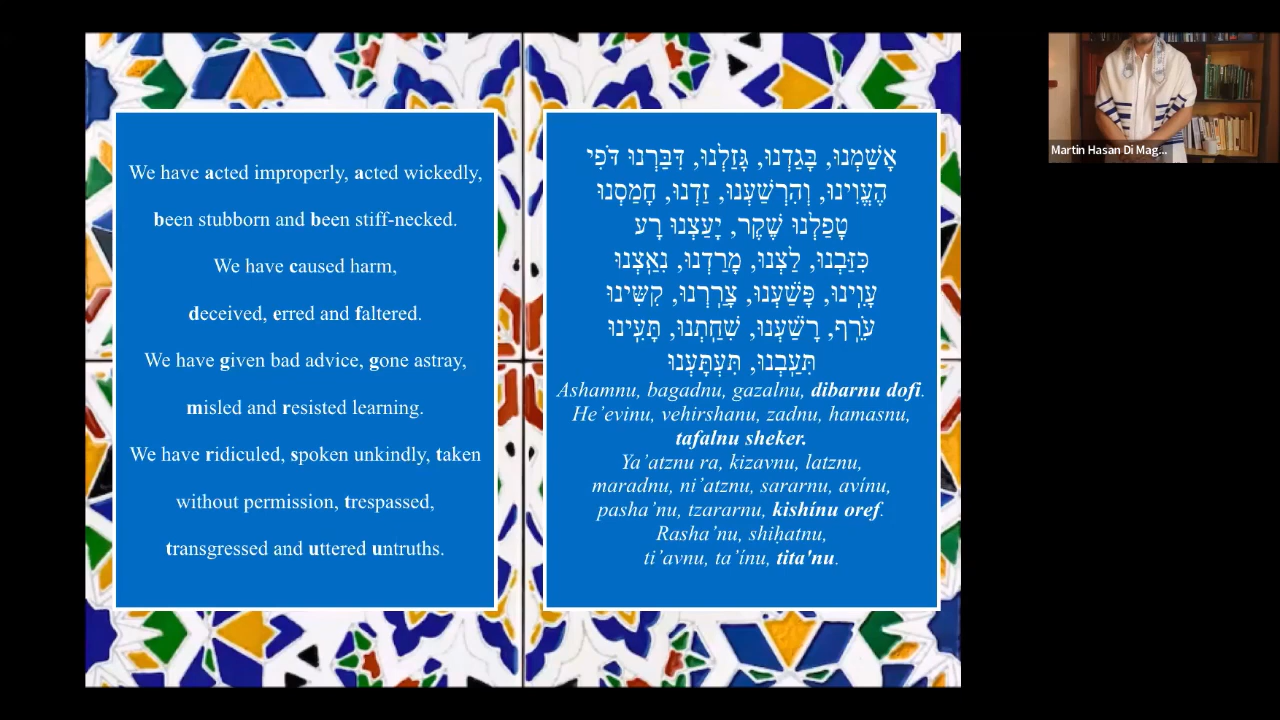 We have acted improperly, acted wickedly,
been stubborn and been stiff-necked.
We have caused harm,
deceived, erred and faltered.
We have given bad advice, gone astray,
misled and resisted learning.
We have ridiculed, spoken unkindly, taken
without permission, trespassed,
transgressed and uttered untruths.
אָשַׁמְנוּ, בָּגַדְנוּ, גָּזַלְנוּ, דִּבַּרְנוּ דֹּפִי
הֶעֱוִינוּ, וְהִרְשַׁעְנוּ, זַדְנוּ, חָמַסְנוּ
טָפַלְנוּ שֶׁקֶר, יָעַצְנוּ רָע
כִּזַּבְנוּ, לַצְנוּ, מָרַדְנוּ, נִאַצְנוּ
עָוִינוּ, פָּשַׁעְנוּ, צָרַרְנוּ, קִשִּׁינוּ
עֹרֶף, רָשַׁעְנוּ, שִׁחַתְנוּ, תָּעִינוּ
תִּעַבְנוּ, תִּעְתָּעְנוּ
Ashamnu, bagadnu, gazalnu, dibarnu dofi.
He’evinu, vehirshanu, zadnu, hamasnu,
tafalnu sheker.
Ya’atznu ra, kizavnu, latznu,
maradnu, ni’atznu, sararnu, avínu,
pasha’nu, tzararnu, kishínu oref.
Rasha’nu, shiḥatnu,
ti’avnu, ta’ínu, tita'nu.
Martin Hasan Di Mag...